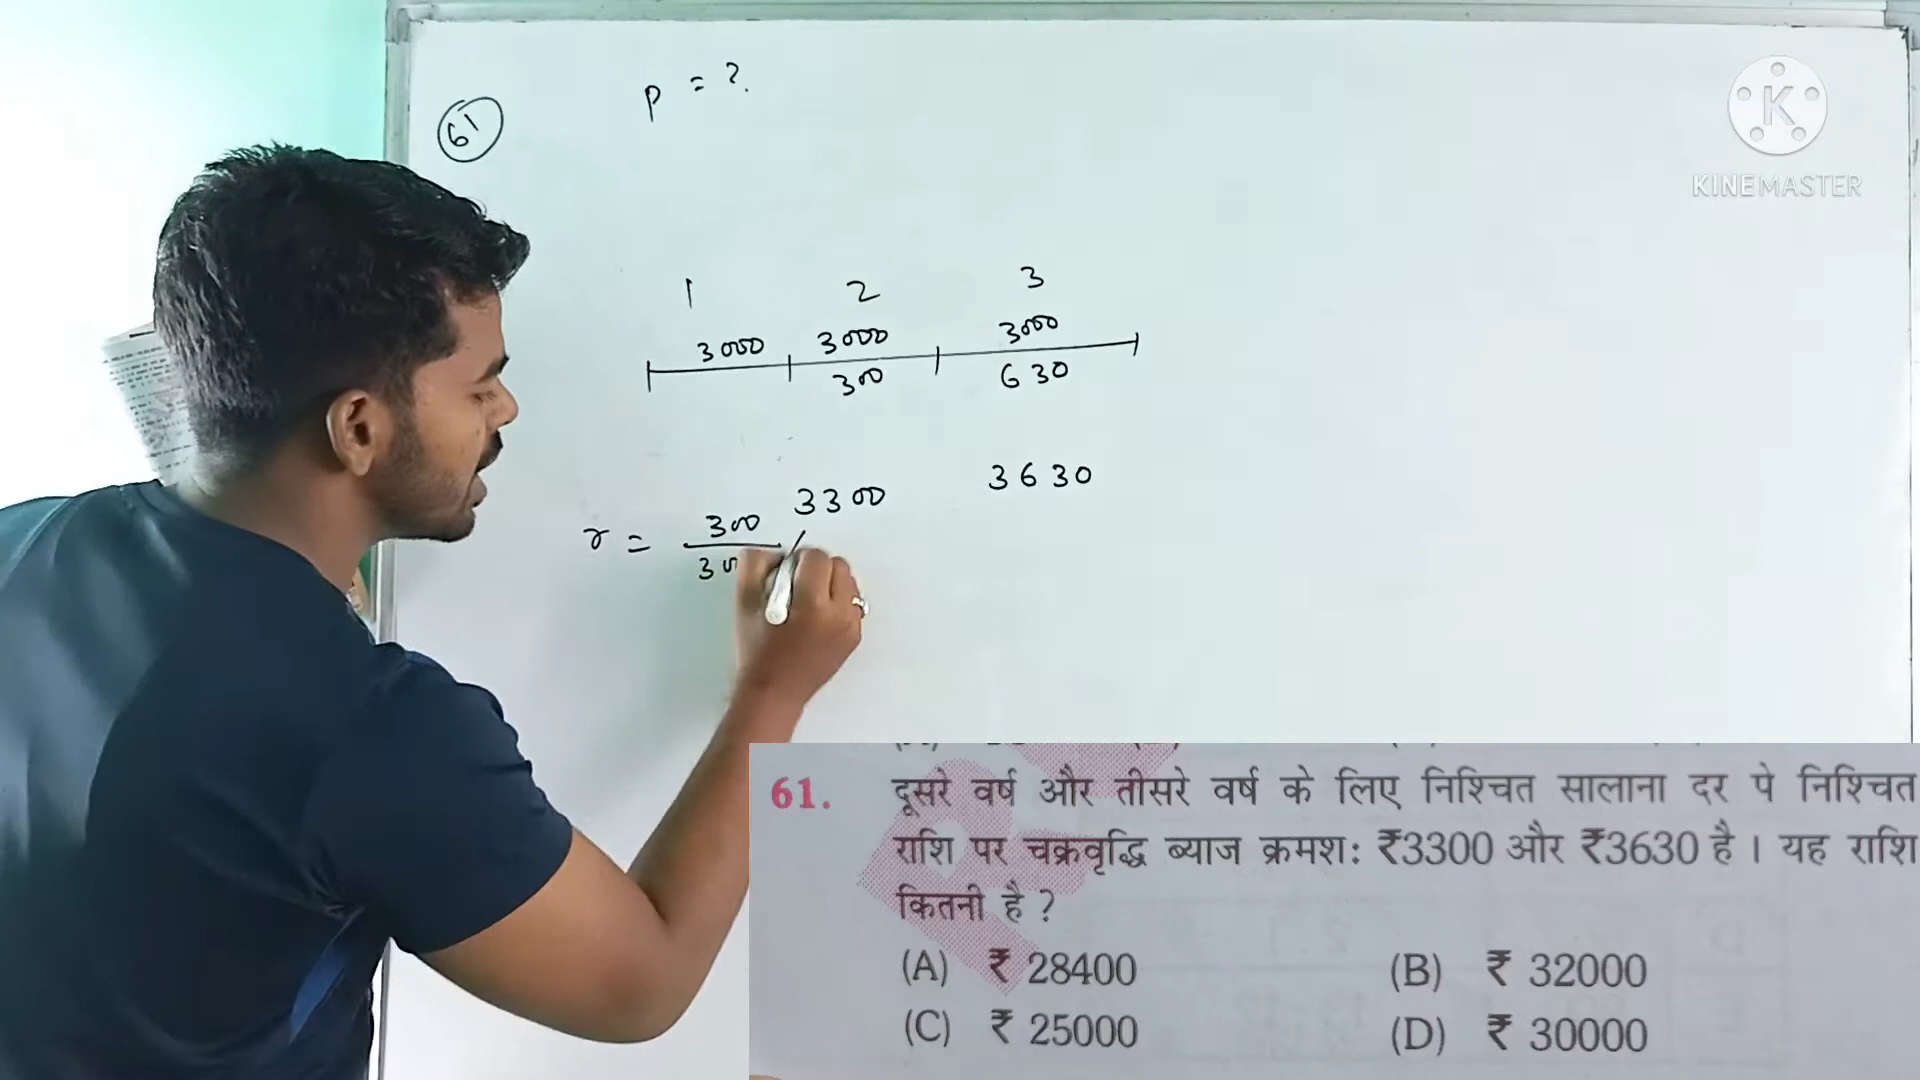 61
p = ?
KINEMASTER
1 2 3
3000 3000 3000
300 630
3300 3630
r = 300
61. दूसरे वर्ष और तीसरे वर्ष के लिए निश्चित सालाना दर पे निश्चित
राशि पर चक्रवृद्धि ब्याज क्रमशः ₹3300 और ₹3630 है । यह राशि
कितनी है ?
(A) ₹ 28400 (B) ₹ 32000
(C) ₹ 25000 (D) ₹ 30000